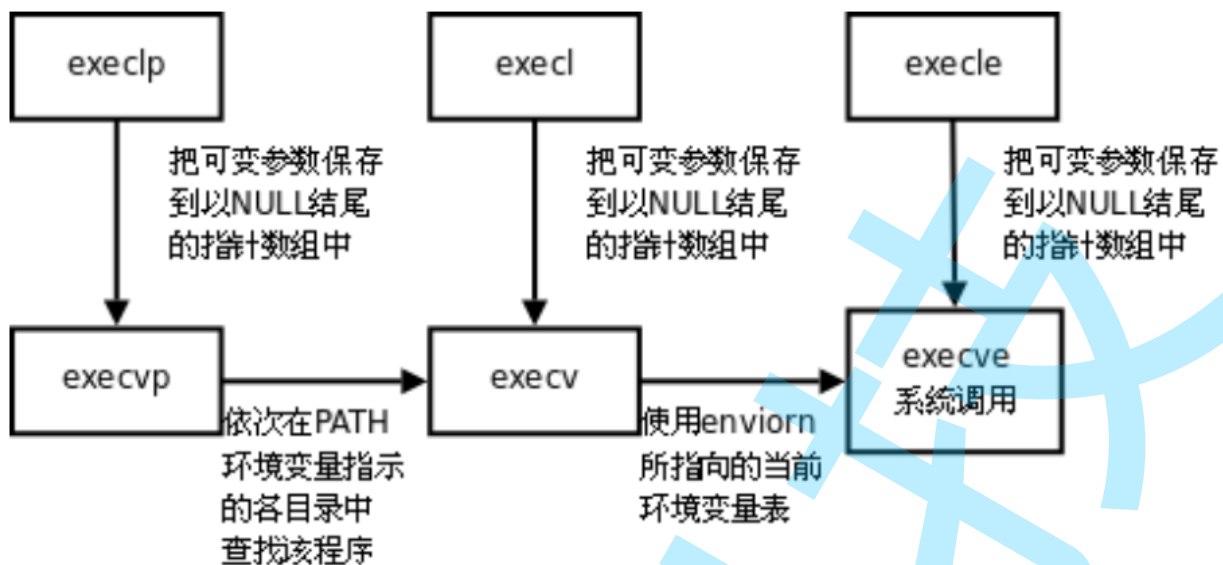 execlp
execl
execle
把可变参数保存
到以NULL结尾
的指针数组中
把可变参数保存
到以NULL结尾
的指针数组中
把可变参数保存
到以NULL结尾
的指针数组中
execvp
execv
execve
系统调用
依次在PATH
环境变量指示
的各目录中
查找该程序
使用enviorn
所指向的当前
环境变量表